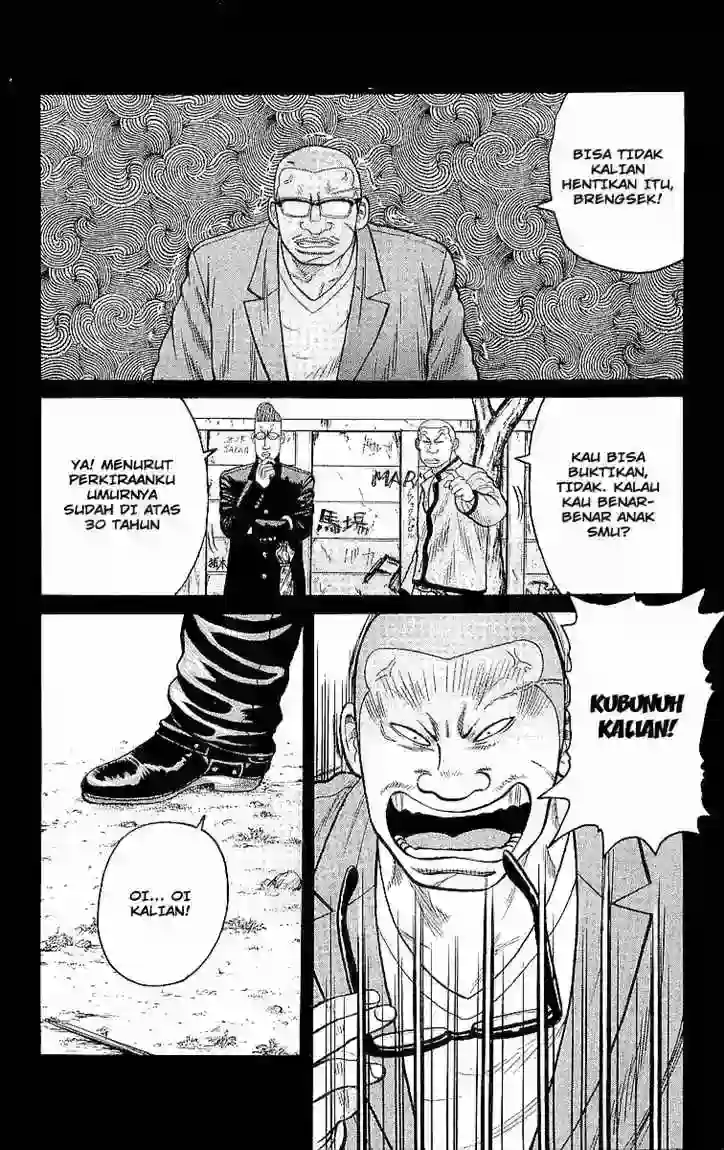 BISA TIDAK
KALIAN
HENTIKAN ITU,
BRENGSEK!
YA! MENURUT
PERKIRAANKU
UMURNYA
SUDAH DI ATAS
30 TAHUN
馬場
KAU BISA
BUKTIKAN,
TIDAK. KALAU
KAU BENAR-
BENAR ANAK
SMU?
KUBUNUH
KALIAN!
OI... OI
KALIAN!